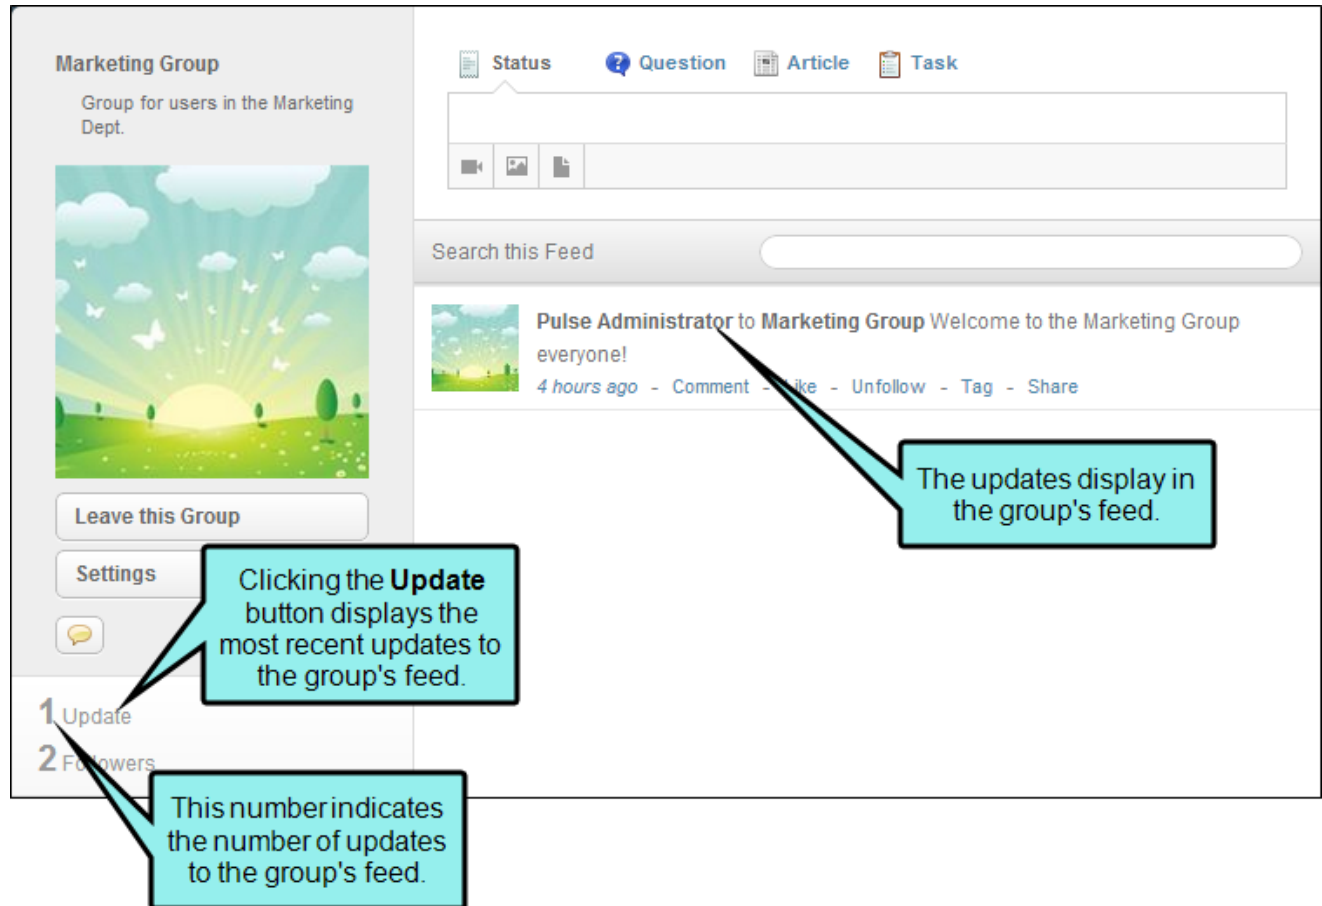 Marketing Group
Group for users in the Marketing
Dept.
Leave this Group
Settings
1 Update
2 Followers
Status Question Article Task
Search this Feed
Pulse Administrator to Marketing Group Welcome to the Marketing Group
everyone!
4 hours ago - Comment - Like - Unfollow - Tag - Share
The updates display in
the group's feed.
Clicking the Update
button displays the
most recent updates to
the group's feed.
This number indicates
the number of updates
to the group's feed.